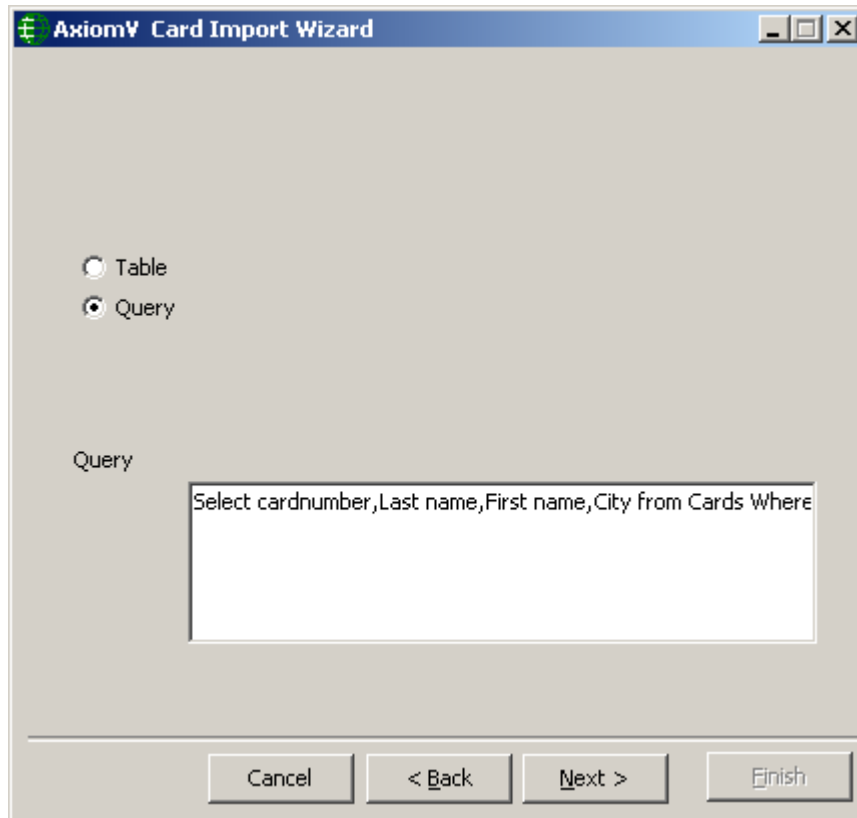 AxiomV Card Import Wizard
Table
Query
Query
Select cardnumber,Last name,First name,City from Cards Where
Cancel
< Back
Next >
Finish